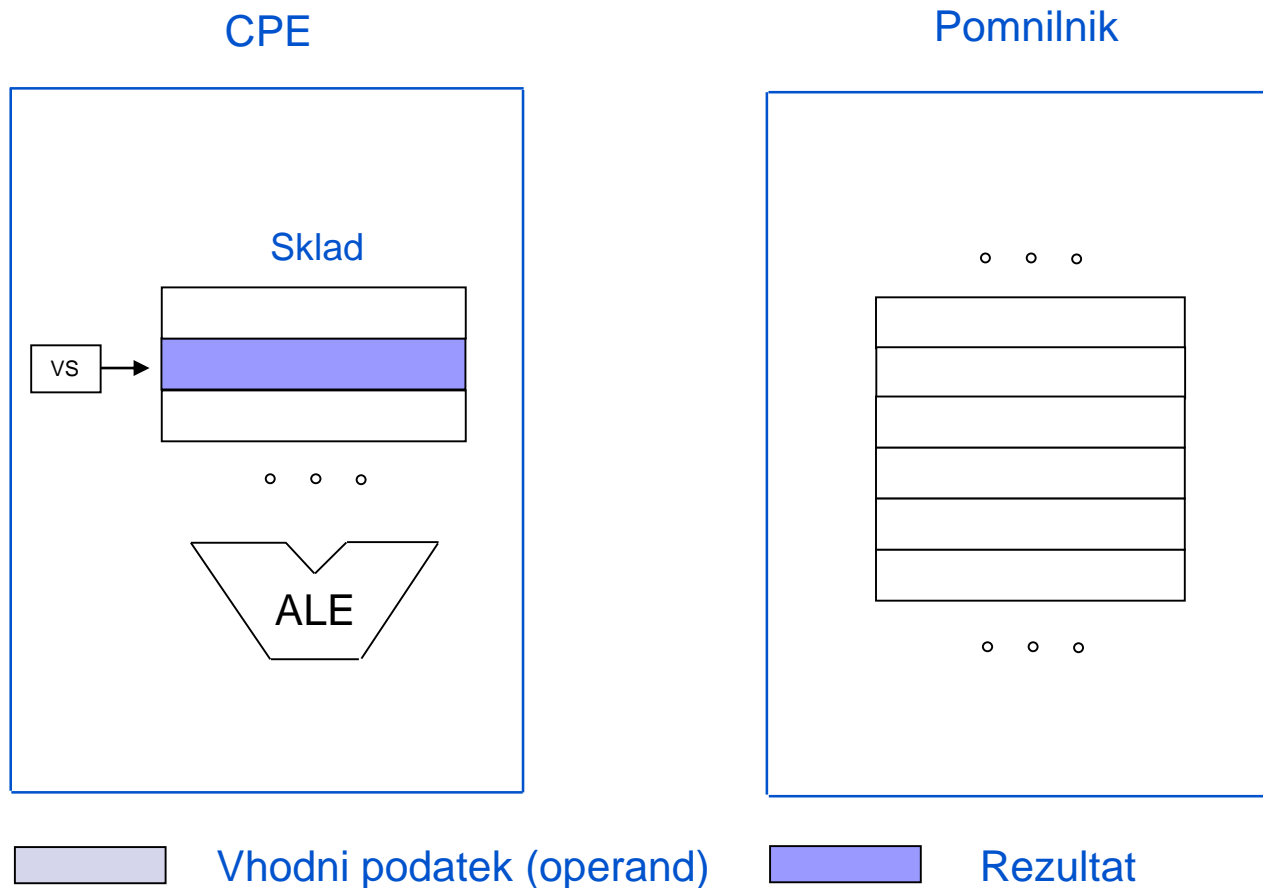 CPE
Pomnilnik
Sklad
VS
ALE
Vhodni podatek (operand)
Rezultat